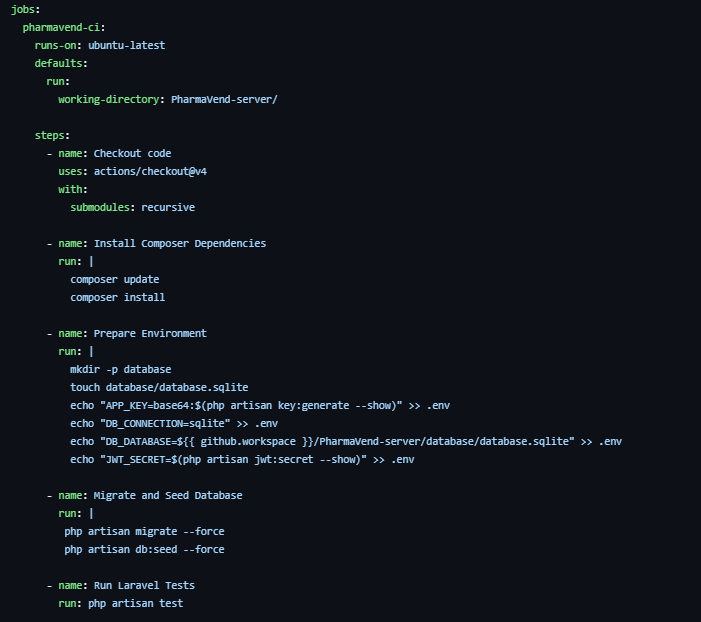 jobs:
  pharmavend-ci:
    runs-on: ubuntu-latest
    defaults:
      run:
        working-directory: PharmaVend-server/

    steps:
      - name: Checkout code
        uses: actions/checkout@v4
        with:
          submodules: recursive

      - name: Install Composer Dependencies
        run: |
          composer update
          composer install

      - name: Prepare Environment
        run: |
          mkdir -p database
          touch database/database.sqlite
          echo "APP_KEY=base64:$(php artisan key:generate --show)" >> .env
          echo "DB_CONNECTION=sqlite" >> .env
          echo "DB_DATABASE=${{ github.workspace }}/PharmaVend-server/database/database.sqlite" >> .env
          echo "JWT_SECRET=$(php artisan jwt:secret --show)" >> .env

      - name: Migrate and Seed Database
        run: |
         php artisan migrate --force
         php artisan db:seed --force

      - name: Run Laravel Tests
        run: php artisan test